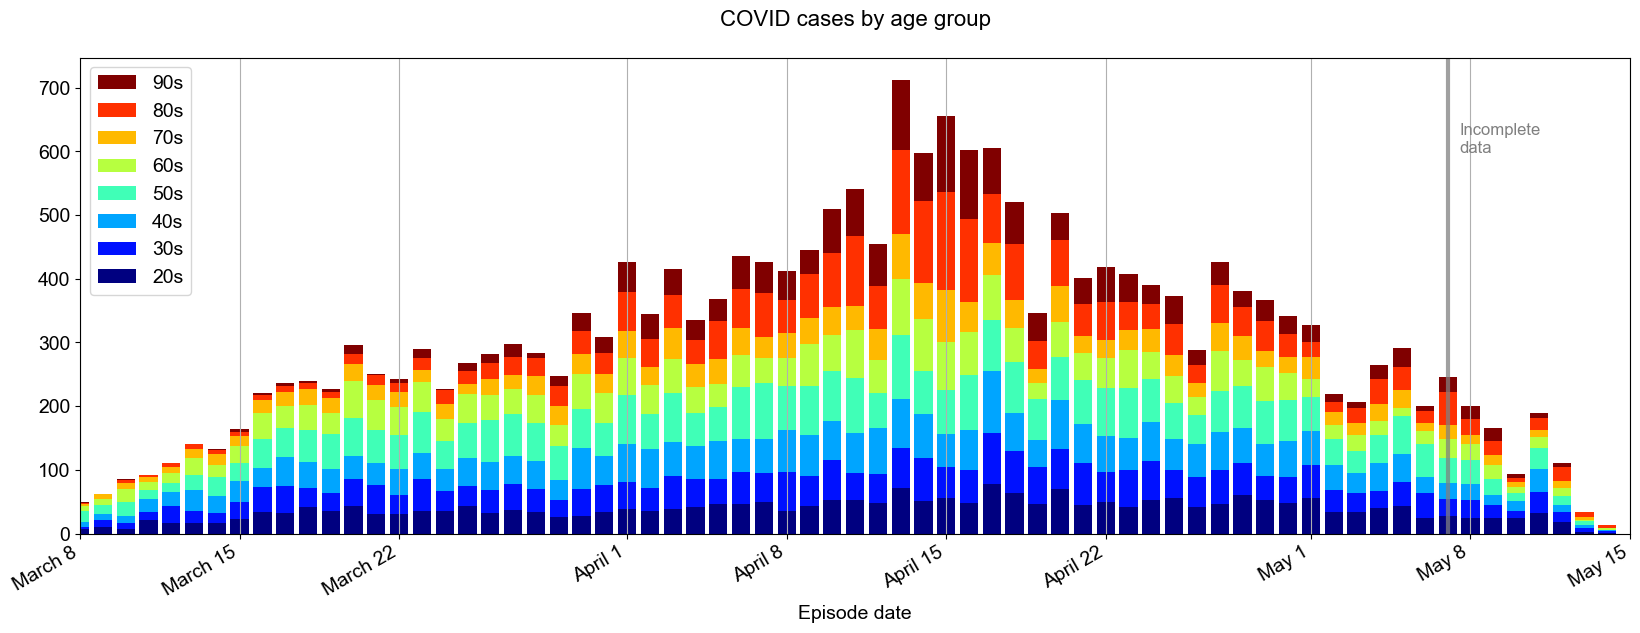 COVID cases by age group
700
600
500
400
300
200
100
0
90s
80s
70s
60s
50s
40s
30s
20s
Incomplete
data
March 8
March 15
March 22
April 1
April 8
April 15
April 22
May 1
May 8
May 15
Episode date